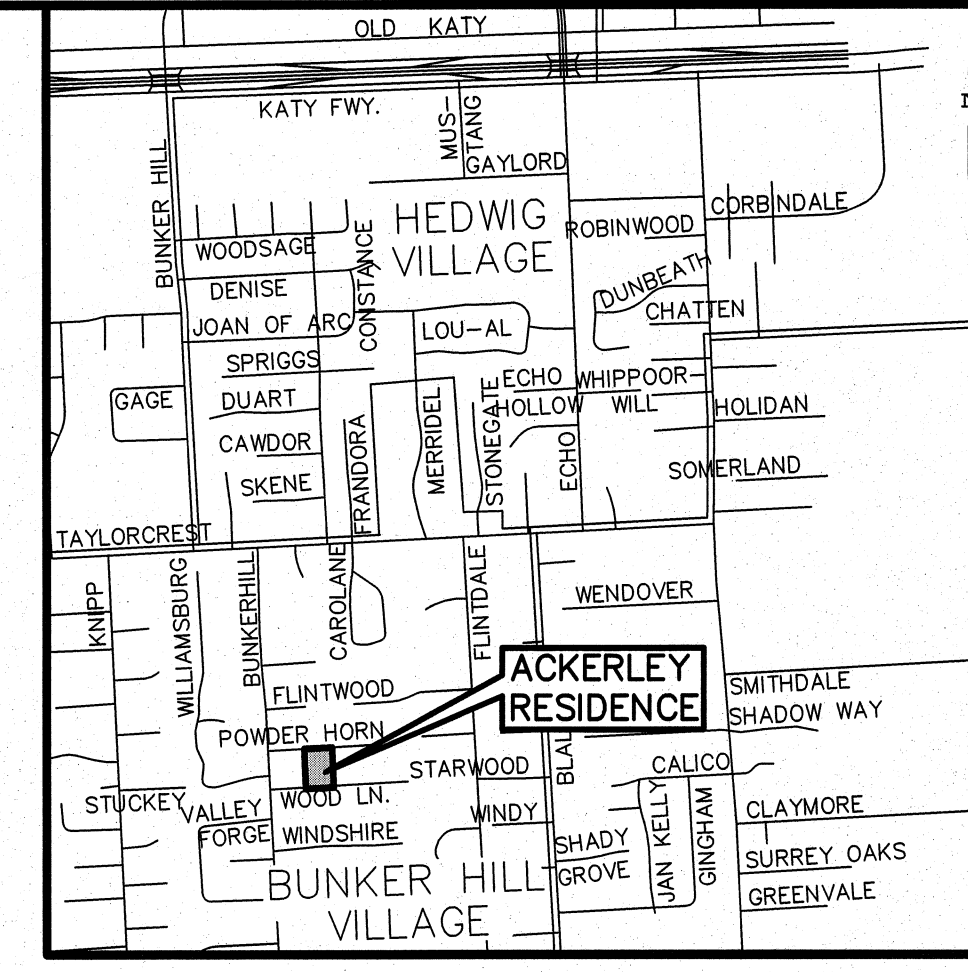 OLD KATY
KATY FWY.
MUS-
TANG
GAYLORD
BUNKER HILL
HEDWIG
VILLAGE
CORBINDALE
ROBINWOOD
WOODSAGE
CONSTANCE
DENISE
DUNBEATH
CHATTEN
JOAN OF ARC
LOU-AL
SPRIGGS
ECHO
HOLLOW
WHIPPOOR-
WILL
GAGE
DUART
HOLIDAN
CAWDOR
FRANDORA
MERRIDEL
STONEGATE
ECHO
SOMERLAND
SKENE
TAYLORCREST
KNIPP
WILLIAMSBURG
BUNKERHILL
CAROLANE
FLINTDALE
WENDOVER
ACKERLEY
RESIDENCE
FLINTWOOD
SMITHDALE
SHADOW WAY
POWDER HORN
STARWOOD
CALICO
STUCKEY
VALLEY
FORGE
WOOD LN.
WINDY
CLAYMORE
WINDSHIRE
SHADY
GROVE
JAN KELLY
GINGHAM
SURREY OAKS
GREENVALE
BUNKER HILL
VILLAGE